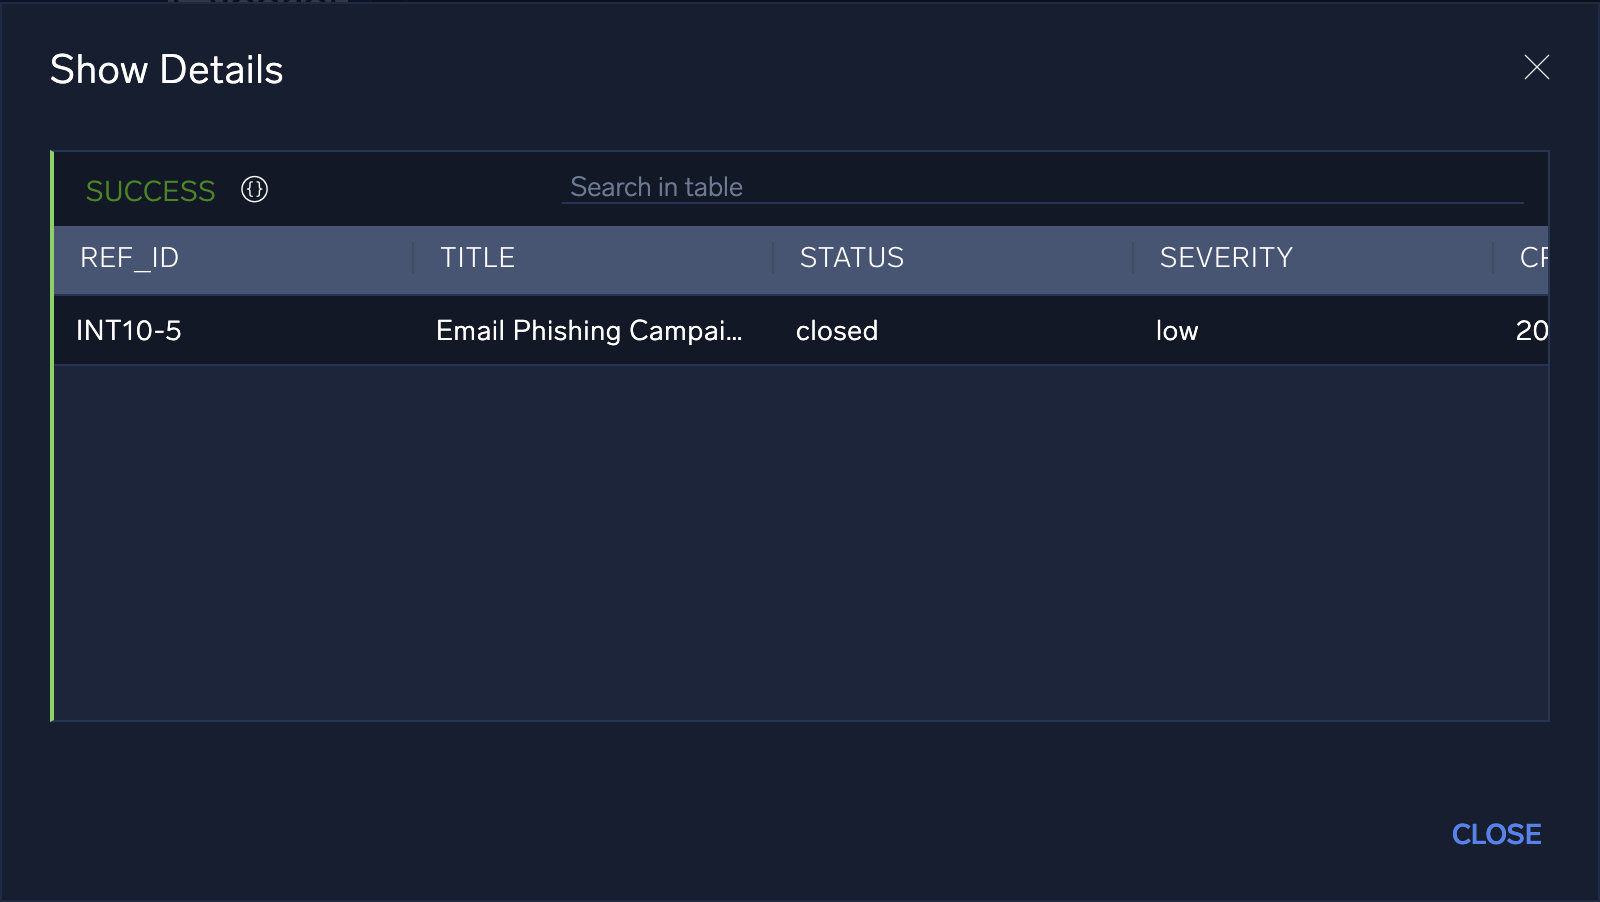 Show Details
SUCCESS {} Search in table
REF_ID TITLE STATUS SEVERITY
INT10-5 Email Phishing Campai... closed low 20
CLOSE